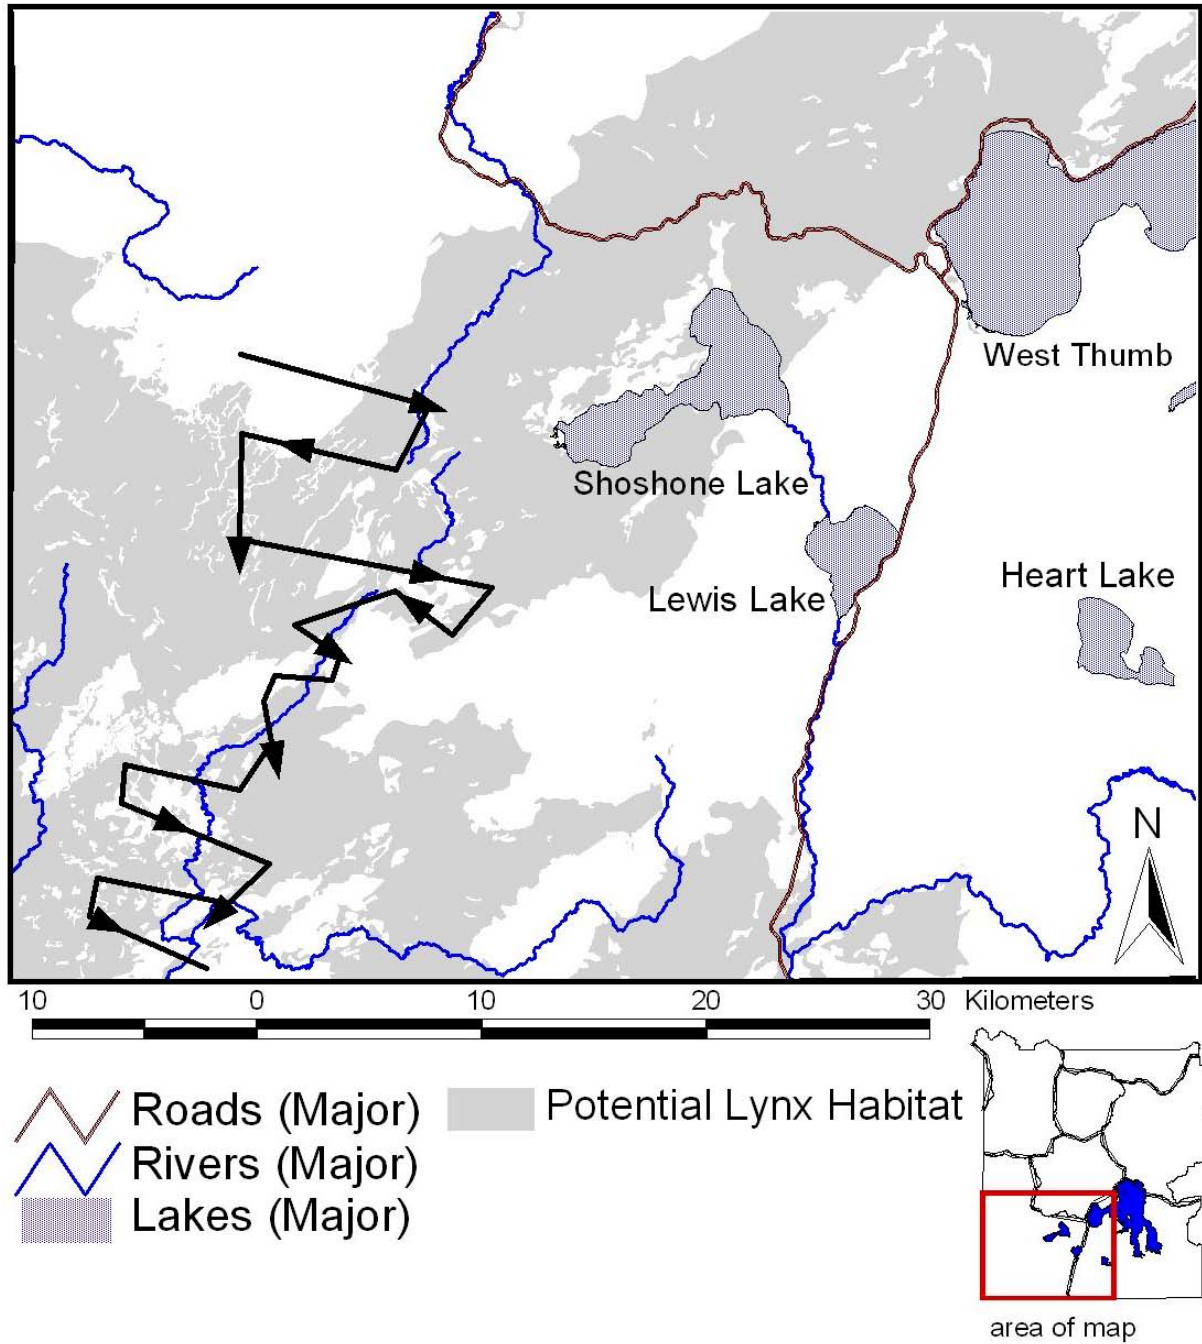 West Thumb
Shoshone Lake
Heart Lake
Lewis Lake
N
10 0 10 20 30 Kilometers
Roads (Major)
Potential Lynx Habitat
Rivers (Major)
Lakes (Major)
area of map